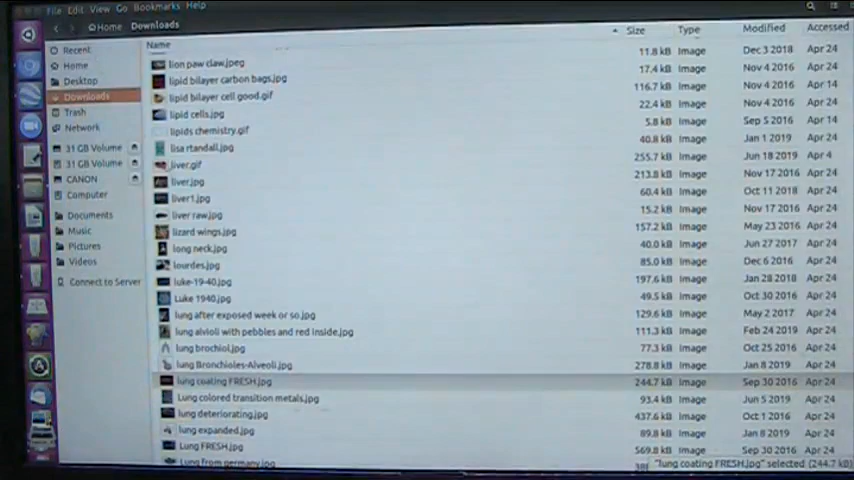 File Edit View Go Bookmarks Help
Home Downloads
Recent
Home
Desktop
Downloads
Trash
Network
31 GB Volume
31 GB Volume
CANON
Computer
Documents
Music
Pictures
Videos
Connect to Server
Name Size Type Modified Accessed
11.8 kB Image Dec 3 2018 Apr 24
lion paw claw.jpeg 17.4 kB Image Nov 4 2016 Apr 24
lipid bilayer carbon bags.jpg 116.7 kB Image Nov 4 2016 Apr 14
lipid bilayer cell good.gif 22.4 kB Image Nov 4 2016 Apr 24
lipid cells.jpg 5.8 kB Image Sep 5 2016 Apr 14
lipids chemistry.gif 40.8 kB Image Jan 1 2019 Apr 24
lisa rtandall.jpg 255.7 kB Image Jun 18 2019 Apr 4
liver.gif 213.8 kB Image Nov 17 2016 Apr 24
liver.jpg 60.4 kB Image Oct 11 2018 Apr 24
liver1.jpg 15.2 kB Image Nov 17 2016 Apr 24
liver raw.jpg 157.2 kB Image May 23 2016 Apr 24
lizard wings.jpg 40.0 kB Image Jun 27 2017 Apr 24
long neck.jpg 85.0 kB Image Dec 6 2016 Apr 24
lourdes.jpg 197.6 kB Image Jan 28 2018 Apr 24
luke-19-40.jpg 49.5 kB Image Oct 30 2016 Apr 24
Luke 1940.jpg 129.6 kB Image May 2 2017 Apr 24
lung after exposed week or so.jpg 111.3 kB Image Feb 24 2019 Apr 24
lung alvioli with pebbles and red inside.jpg 77.3 kB Image Oct 25 2016 Apr 24
lung brochiol.jpg 278.8 kB Image Jan 8 2019 Apr 24
lung Bronchioles-Alveoli.jpg
lung coating FRESH.jpg 244.7 kB Image Sep 30 2016 Apr 24
Lung colored transition metals.jpg 93.4 kB Image Jun 5 2019 Apr 24
lung deteriorating.jpg 437.6 kB Image Oct 1 2016 Apr 24
lung expanded.jpg 89.8 kB Image Jan 8 2019 Apr 24
Lung FRESH.jpg 569.8 kB Image Sep 30 2016 Apr 24
Lung from germany.jpg
"lung coating FRESH.jpg" selected (244.7 kB)